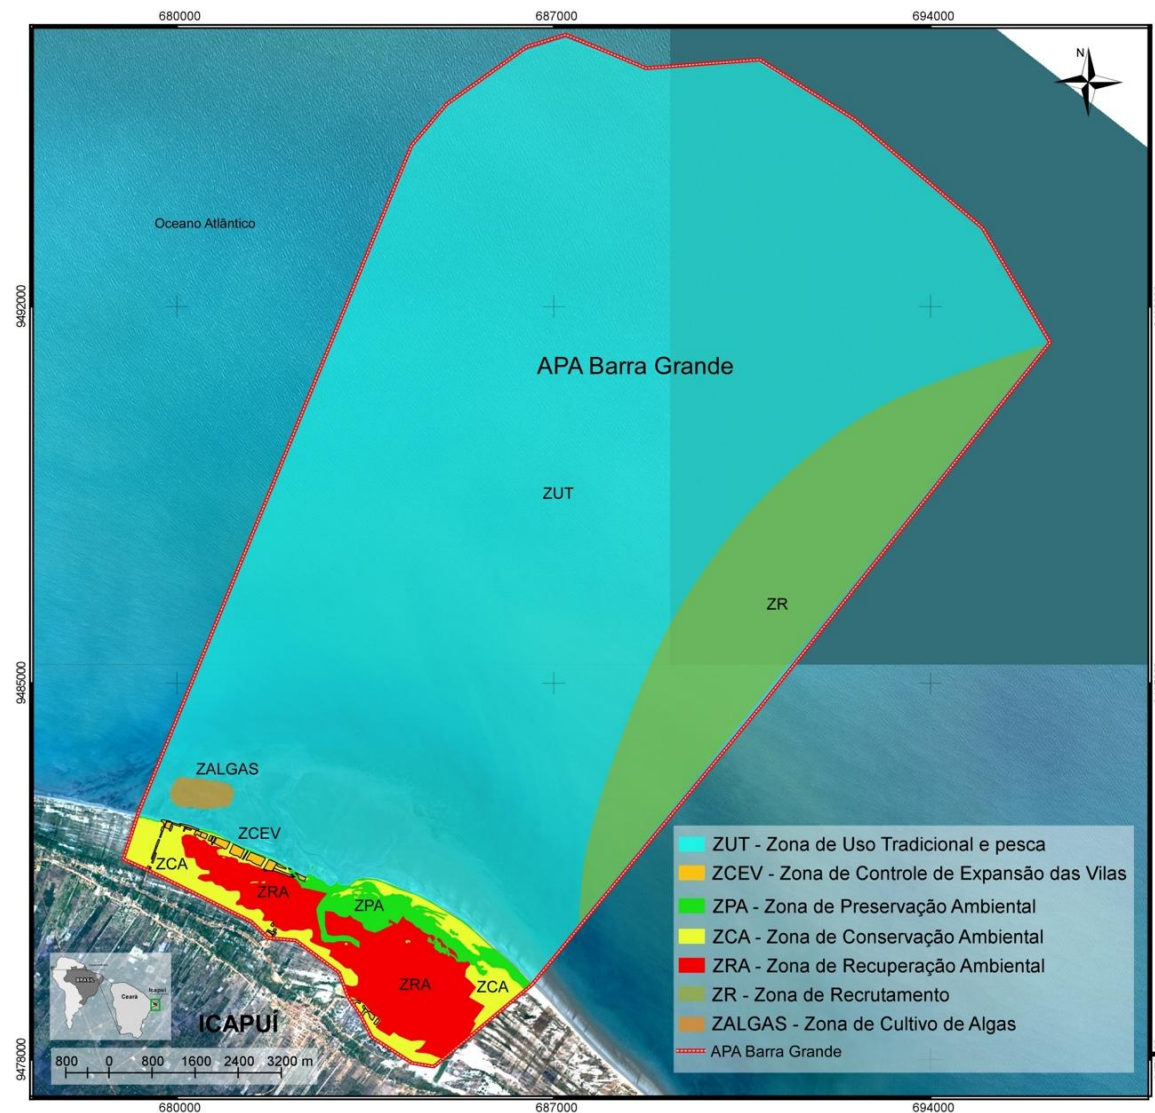 680000
687000
694000
N
Oceano Atlântico
9492000
APA Barra Grande
ZUT
ZR
9485000
ZALGAS
ZCEV
ZCA
ZRA
ZPA
ZRA
ZCA
ZUT - Zona de Uso Tradicional e pesca
ZCEV - Zona de Controle de Expansão das Vilas
ZPA - Zona de Preservação Ambiental
ZCA - Zona de Conservação Ambiental
ZRA - Zona de Recuperação Ambiental
ZR - Zona de Recrutamento
ZALGAS - Zona de Cultivo de Algas
APA Barra Grande
BRASIL
Ceará
Icapuí
ICAPUÍ
800 0 800 1600 2400 3200 m
9478000
680000
687000
694000